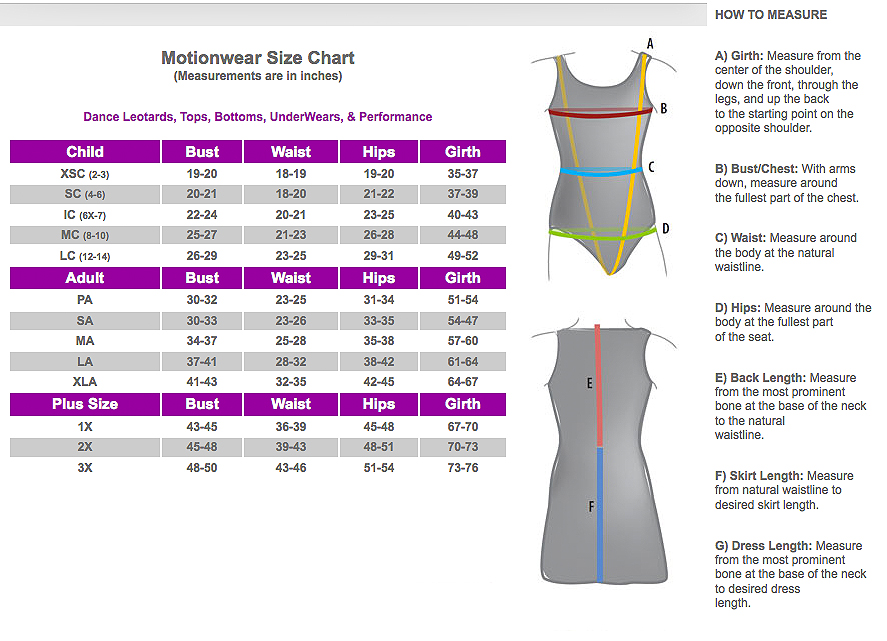 Motionwear Size Chart
(Measurements are in inches)
Dance Leotards, Tops, Bottoms, UnderWears, & Performance
Child Bust Waist Hips Girth
XSC (2-3) 19-20 18-19 19-20 35-37
SC (4-6) 20-21 18-20 21-22 37-39
IC (6X-7) 22-24 20-21 23-25 40-43
MC (8-10) 25-27 21-23 26-28 44-48
LC (12-14) 26-29 23-25 29-31 49-52
Adult Bust Waist Hips Girth
PA 30-32 23-25 31-34 51-54
SA 30-33 23-26 33-35 54-47
MA 34-37 25-28 35-38 57-60
LA 37-41 28-32 38-42 61-64
XLA 41-43 32-35 42-45 64-67
Plus Size Bust Waist Hips Girth
1X 43-45 36-39 45-48 67-70
2X 45-48 39-43 48-51 70-73
3X 48-50 43-46 51-54 73-76
A
B
C
D
E
F
HOW TO MEASURE
A) Girth: Measure from the
center of the shoulder,
down the front, through the
legs, and up the back
to the starting point on the
opposite shoulder.
B) Bust/Chest: With arms
down, measure around
the fullest part of the chest.
C) Waist: Measure around
the body at the natural
waistline.
D) Hips: Measure around the
body at the fullest part
of the seat.
E) Back Length: Measure
from the most prominent
bone at the base of the neck
to the natural
waistline.
F) Skirt Length: Measure
from natural waistline to
desired skirt length.
G) Dress Length: Measure
from the most prominent
bone at the base of the neck
to desired dress
length.